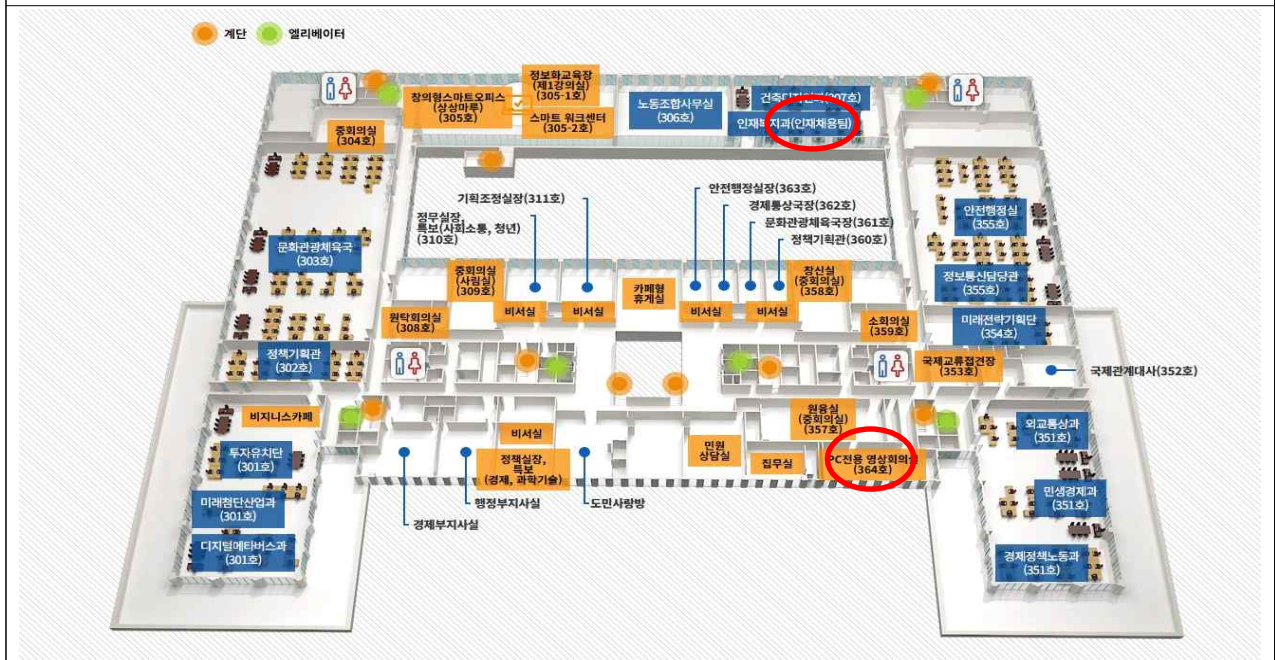 계단 엘리베이터
정보화교육장
(제1강의실)
305-1호)
창의형스마트오피스
(상상마루)
305호)
스마트 워크센터
(305-2호)
노동조합사무실
(306호)
건축디자인과(307호)
인재복지과(인재채용팀)
중회의실
(304호)
문화관광체육국
(303호)
정책기획관
(302호)
기획조정실장(311호)
정무실장,
특보(사회소통, 청년)
(310호)
안전행정실장(363호)
경제통상국장(362호)
문화관광체육국장(361호)
정책기획관(360호)
안전행정실
(355호)
정보통신담당관
(355호)
미래전략기획단
(354호)
중회의실
(사림실)
(309호)
비서실
비서실
카페형
휴게실
비서실
비서실
창신실
(중회의실)
(358호)
원탁회의실
(308호)
소회의실
(359호)
국제교류접견장
(353호)
국제관계대사(352호)
비지니스카페
투자유치단
(301호)
미래첨단산업과
(301호)
디지털메타버스과
(301호)
비서실
정책실장,
특보
(경제, 과학기술)
행정부지사실
경제부지사실
도민사랑방
민원
상담실
집무실
원융실
(중회의실)
(357호)
PC전용 영상회의실
(364호)
외교통상과
(351호)
민생경제과
(351호)
경제정책노동과
(351호)